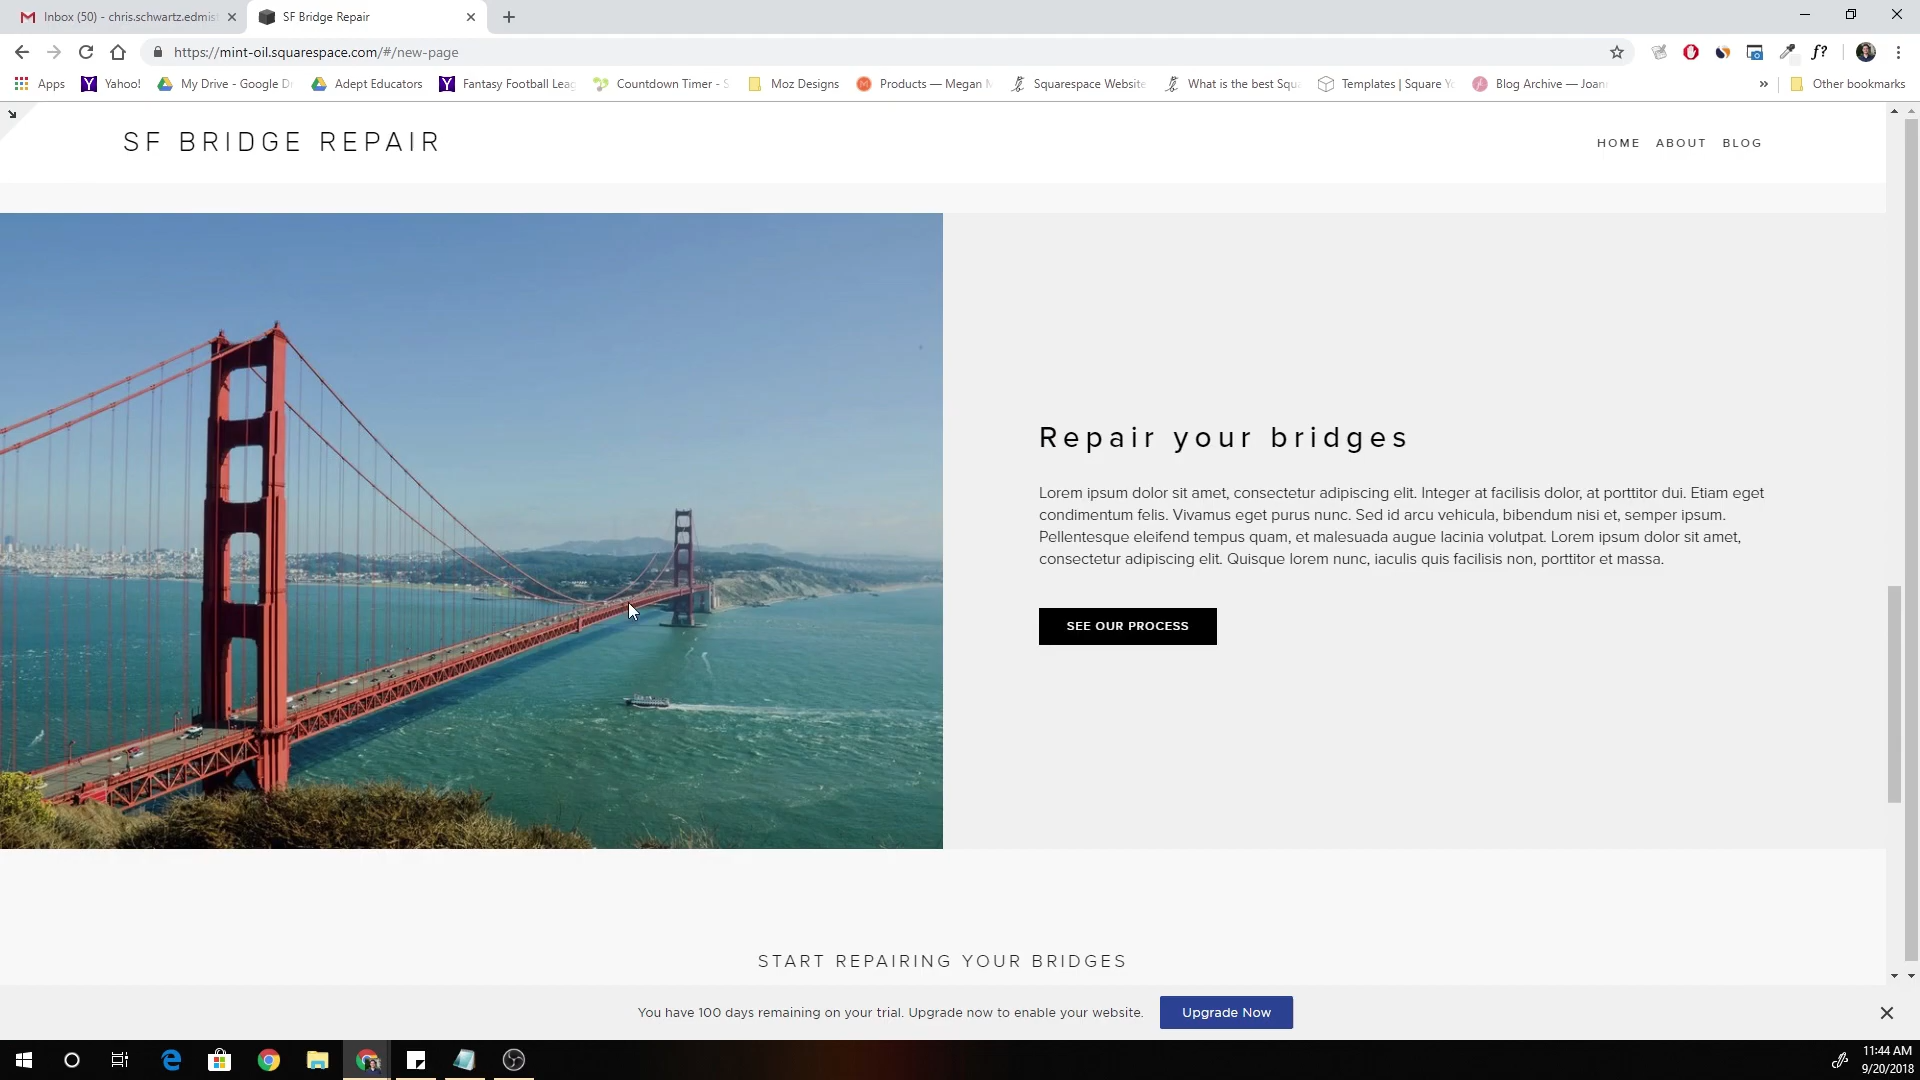 Inbox (50) - chris.schwartz.edmis
SF Bridge Repair
https://mint-oil.squarespace.com/#/new-page
f?
Apps
Yahoo!
My Drive - Google D
Adept Educators
Fantasy Football Leag
Countdown Timer - S
Moz Designs
Products — Megan M
Squarespace Website
What is the best Squ
Templates | Square Yo
Blog Archive — Joan
»
Other bookmarks
SF BRIDGE REPAIR
HOME ABOUT BLOG
Repair your bridges
Lorem ipsum dolor sit amet, consectetur adipiscing elit. Integer at facilisis dolor, at porttitor dui. Etiam eget
condimentum felis. Vivamus eget purus nunc. Sed id arcu vehicula, bibendum nisi et, semper ipsum.
Pellentesque eleifend tempus quam, et malesuada augue lacinia volutpat. Lorem ipsum dolor sit amet,
consectetur adipiscing elit. Quisque lorem nunc, iaculis quis facilisis non, porttitor et massa.
SEE OUR PROCESS
START REPAIRING YOUR BRIDGES
You have 100 days remaining on your trial. Upgrade now to enable your website.
Upgrade Now
11:44 AM
9/20/2018